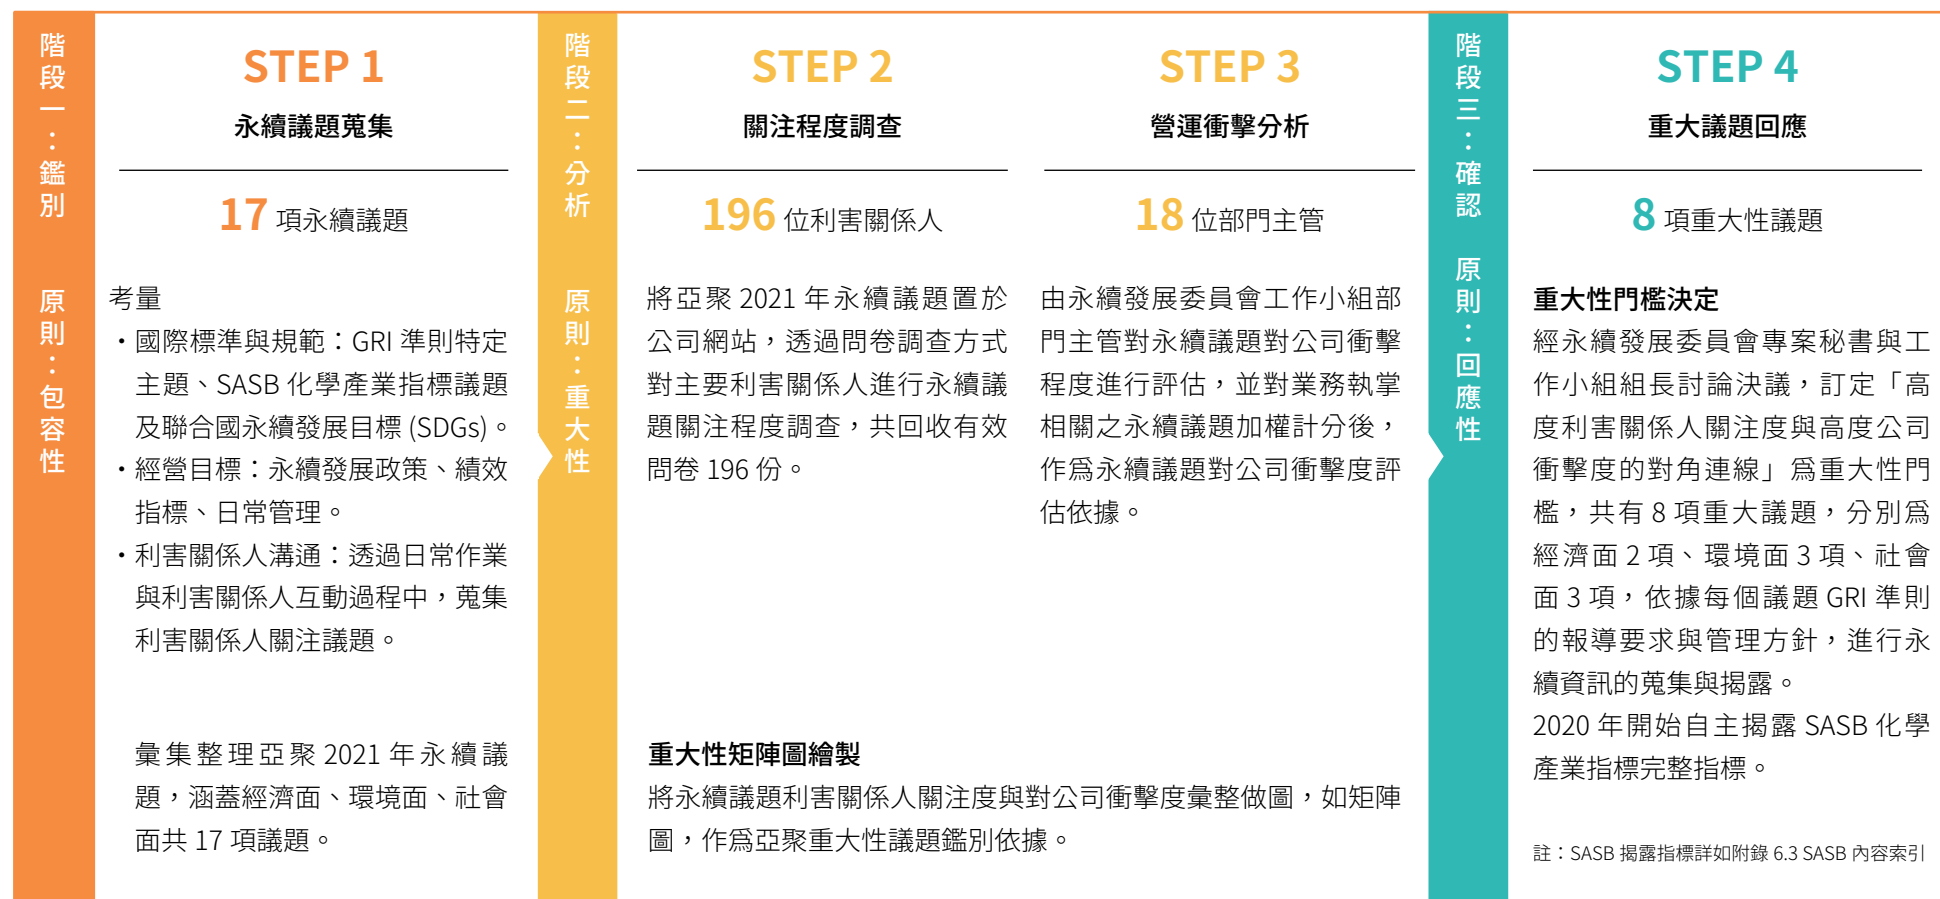 階段一：鑑別　原則：包容性
STEP 1
永續議題蒐集
17 項永續議題
考量
・國際標準與規範：GRI 準則特定
主題、SASB 化學產業指標議題
及聯合國永續發展目標 (SDGs)。
・經營目標：永續發展政策、績效
指標、日常管理。
・利害關係人溝通：透過日常作業
與利害關係人互動過程中，蒐集
利害關係人關注議題。
彙集整理亞聚 2021 年永續議
題，涵蓋經濟面、環境面、社會
面共 17 項議題。
階段二：分析　原則：重大性
STEP 2
關注程度調查
196 位利害關係人
將亞聚 2021 年永續議題置於
公司網站，透過問卷調查方式
對主要利害關係人進行永續議
題關注程度調查，共回收有效
問卷 196 份。
STEP 3
營運衝擊分析
18 位部門主管
由永續發展委員會工作小組部
門主管對永續議題對公司衝擊
程度進行評估，並對業務執掌
相關之永續議題加權計分後，
作爲永續議題對公司衝擊度評
估依據。
重大性矩陣圖繪製
將永續議題利害關係人關注度與對公司衝擊度彙整做圖，如矩陣
圖，作爲亞聚重大性議題鑑別依據。
階段三：確認　原則：回應性
STEP 4
重大議題回應
8 項重大性議題
重大性門檻決定
經永續發展委員會專案秘書與工
作小組組長討論決議，訂定「高
度利害關係人關注度與高度公司
衝擊度的對角連線」爲重大性門
檻，共有 8 項重大議題，分別爲
經濟面 2 項、環境面 3 項、社會
面 3 項，依據每個議題 GRI 準則
的報導要求與管理方針，進行永
續資訊的蒐集與揭露。
2020 年開始自主揭露 SASB 化學
產業指標完整指標。
註：SASB 揭露指標詳如附錄 6.3 SASB 內容索引